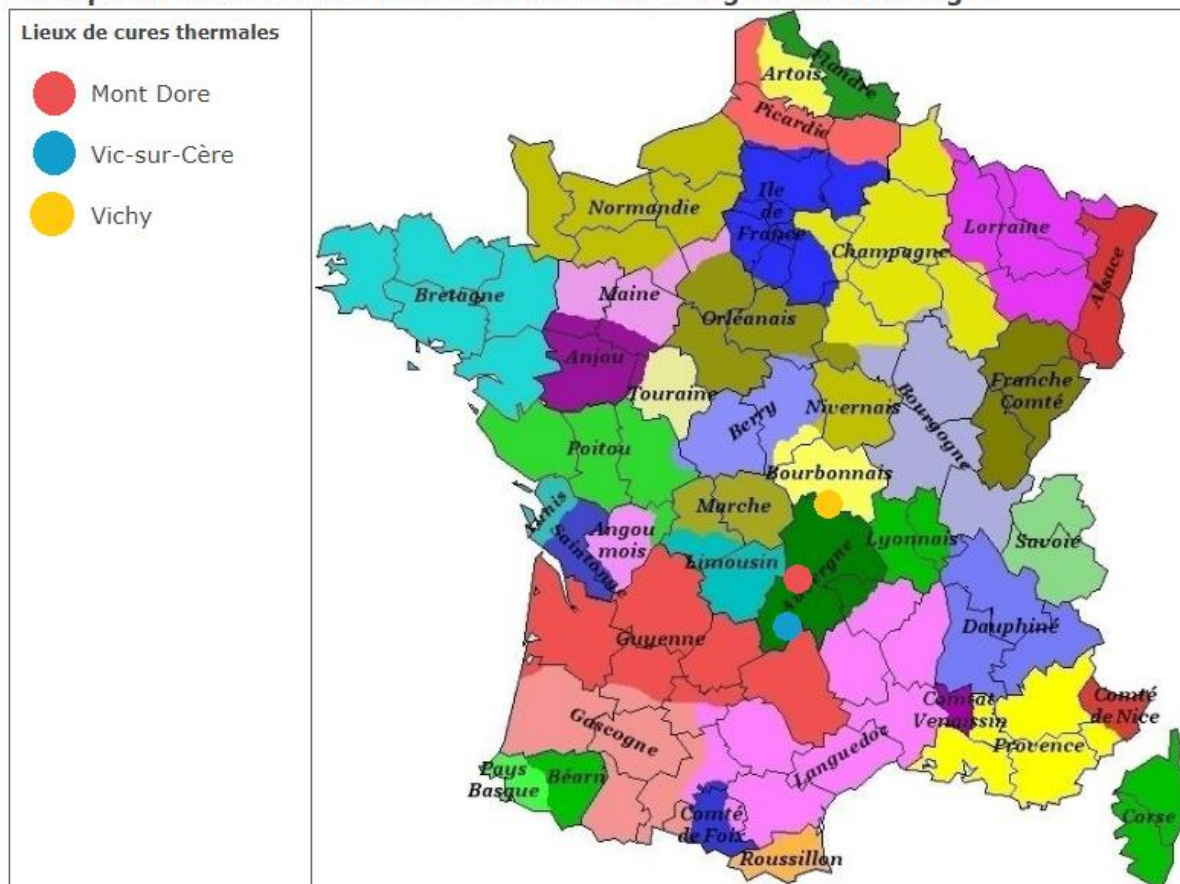 Lieux de cures thermales
Mont Dore
Vic-sur-Cère
Vichy
Flandre
Artois
Picardie
Ile
de
France
Normandie
Lorraine
Alsace
Champagne
Bretagne
Maine
Orléanais
Anjou
Touraine
Franche
Comté
Berry
Nivernais
Bourgogne
Poitou
Bourbonnais
Marche
Aunis
Saintonge
Angou
mois
Limousin
Auvergne
Lyonnais
Savoie
Guyenne
Dauphiné
Gascogne
Comtat
Venaissin
Comté
de Nice
Provence
Languedoc
Pays
Basque
Béarn
Comté
de Foix
Roussillon
Corse